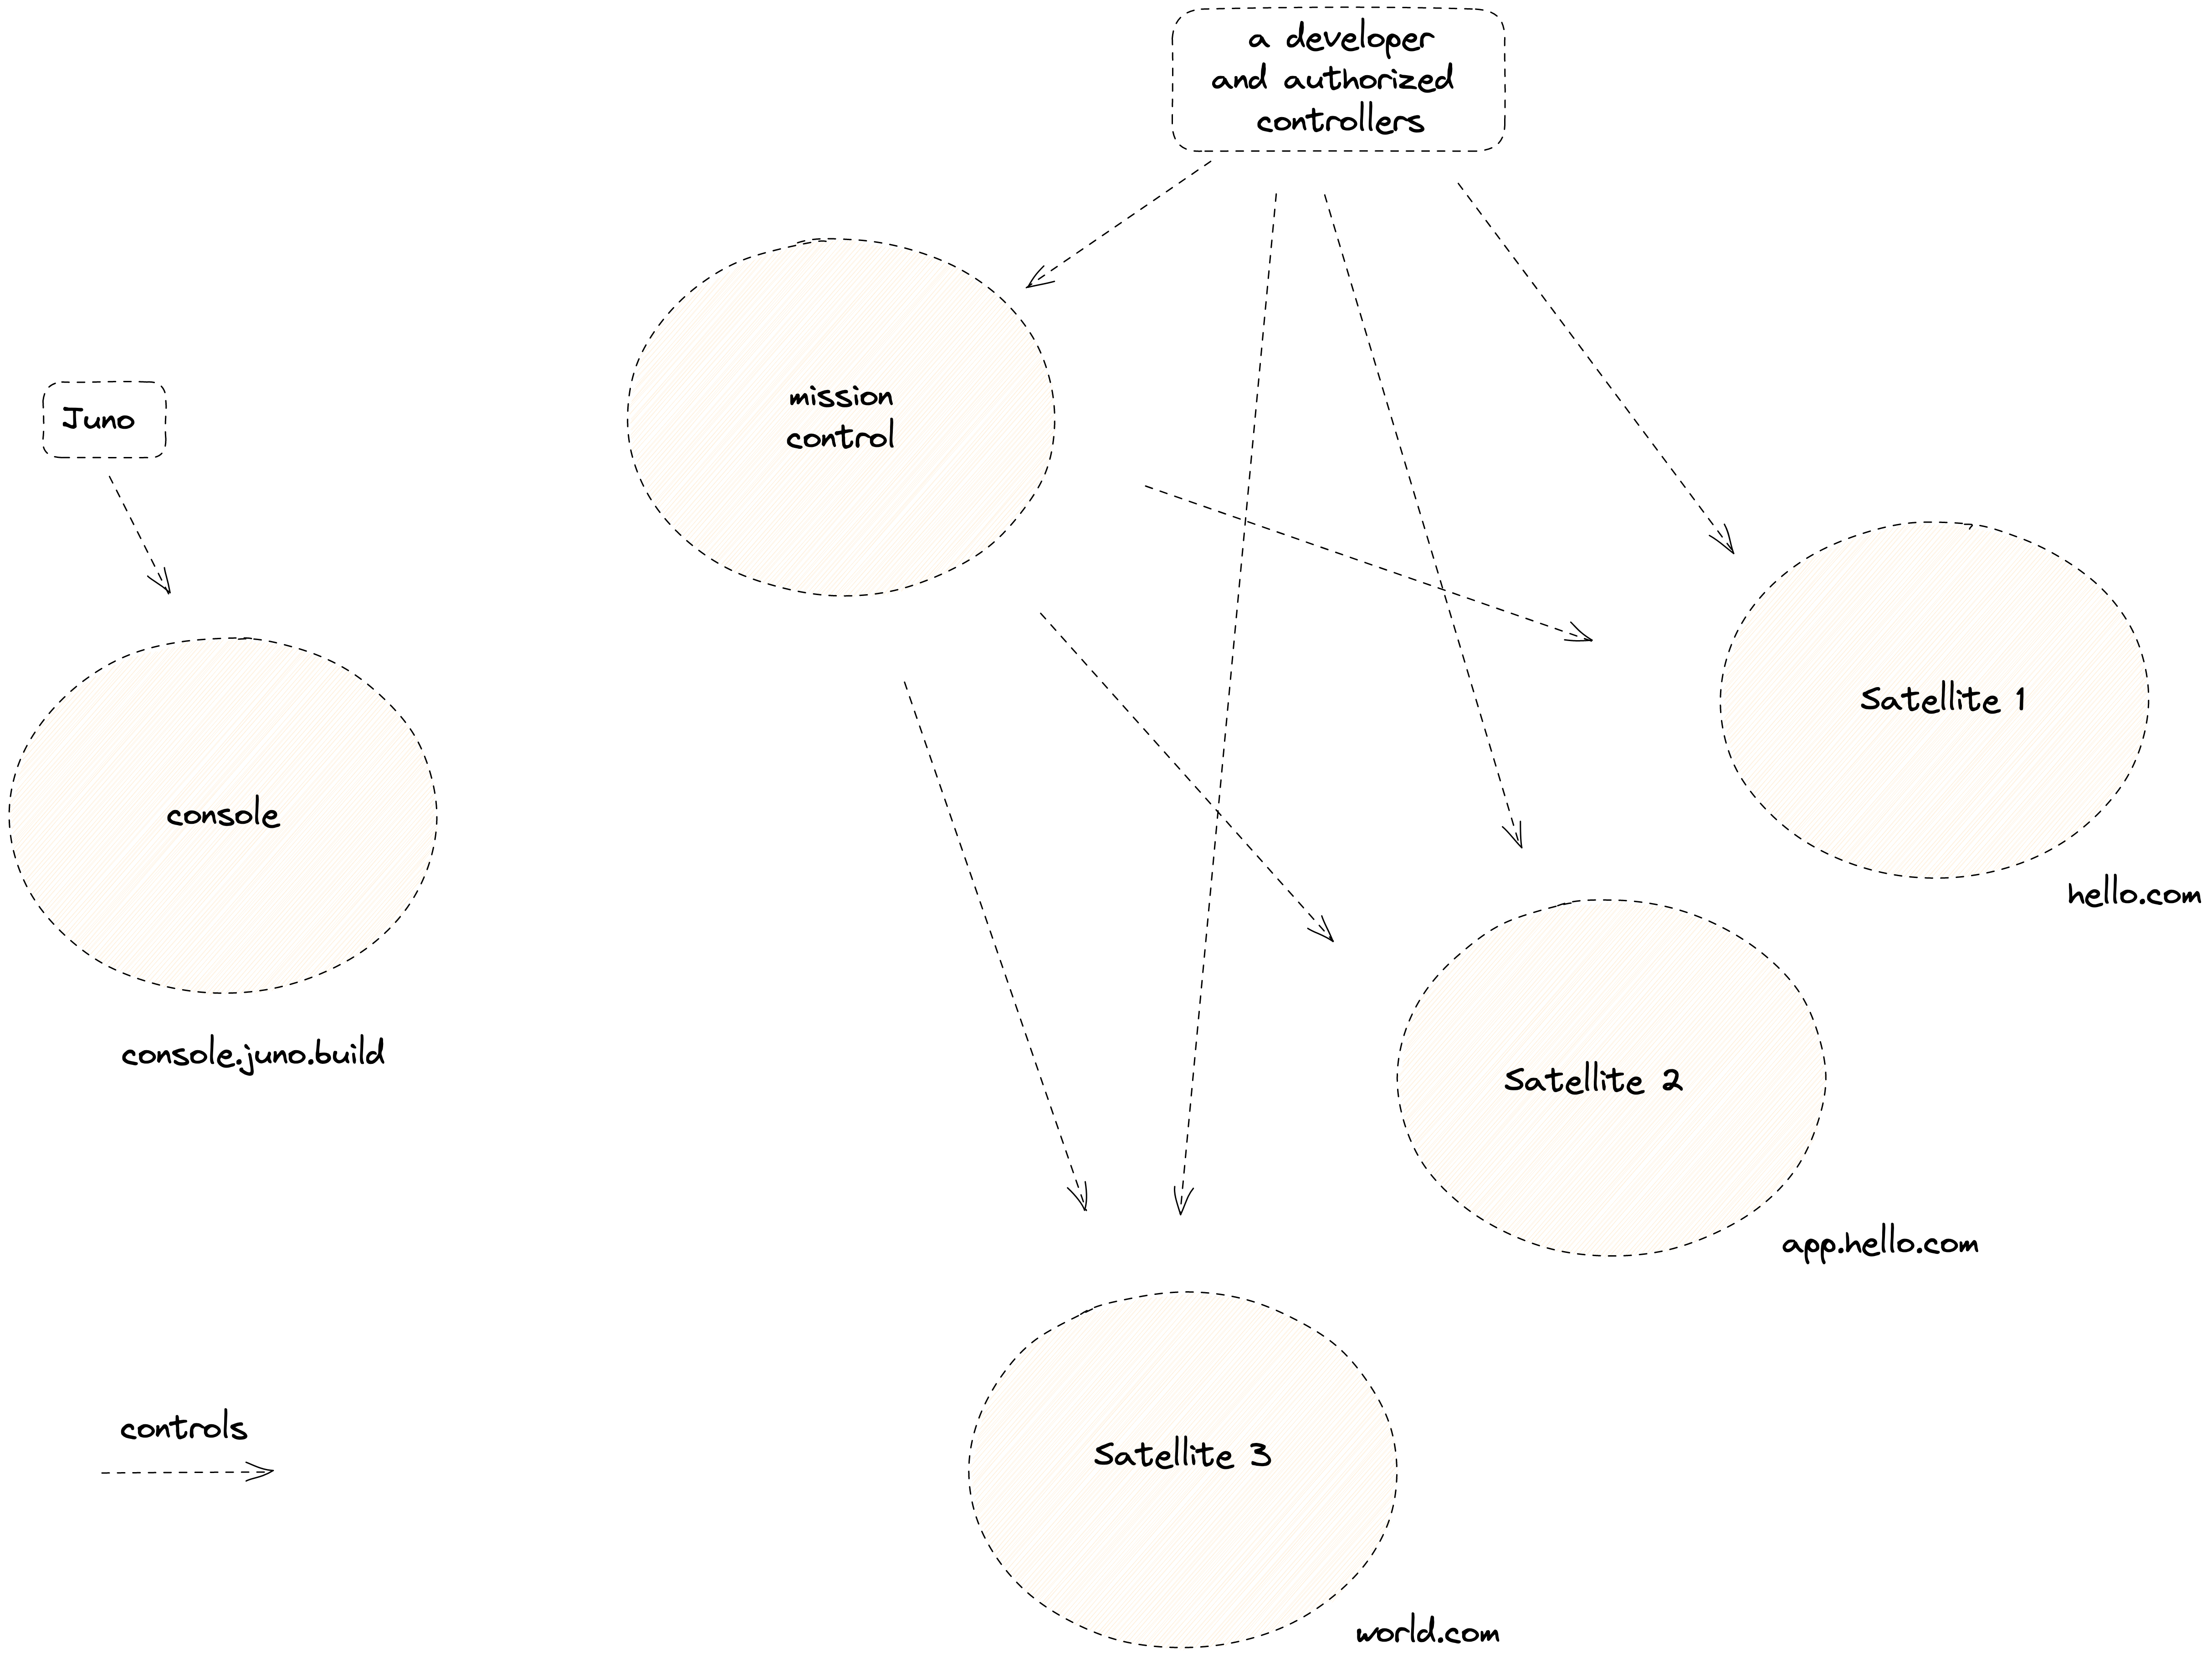 a developer
and authorized
controllers
mission
control
Juno
Satellite 1
console
hello.com
console.juno.build
Satellite 2
app.hello.com
controls
Satellite 3
world.com